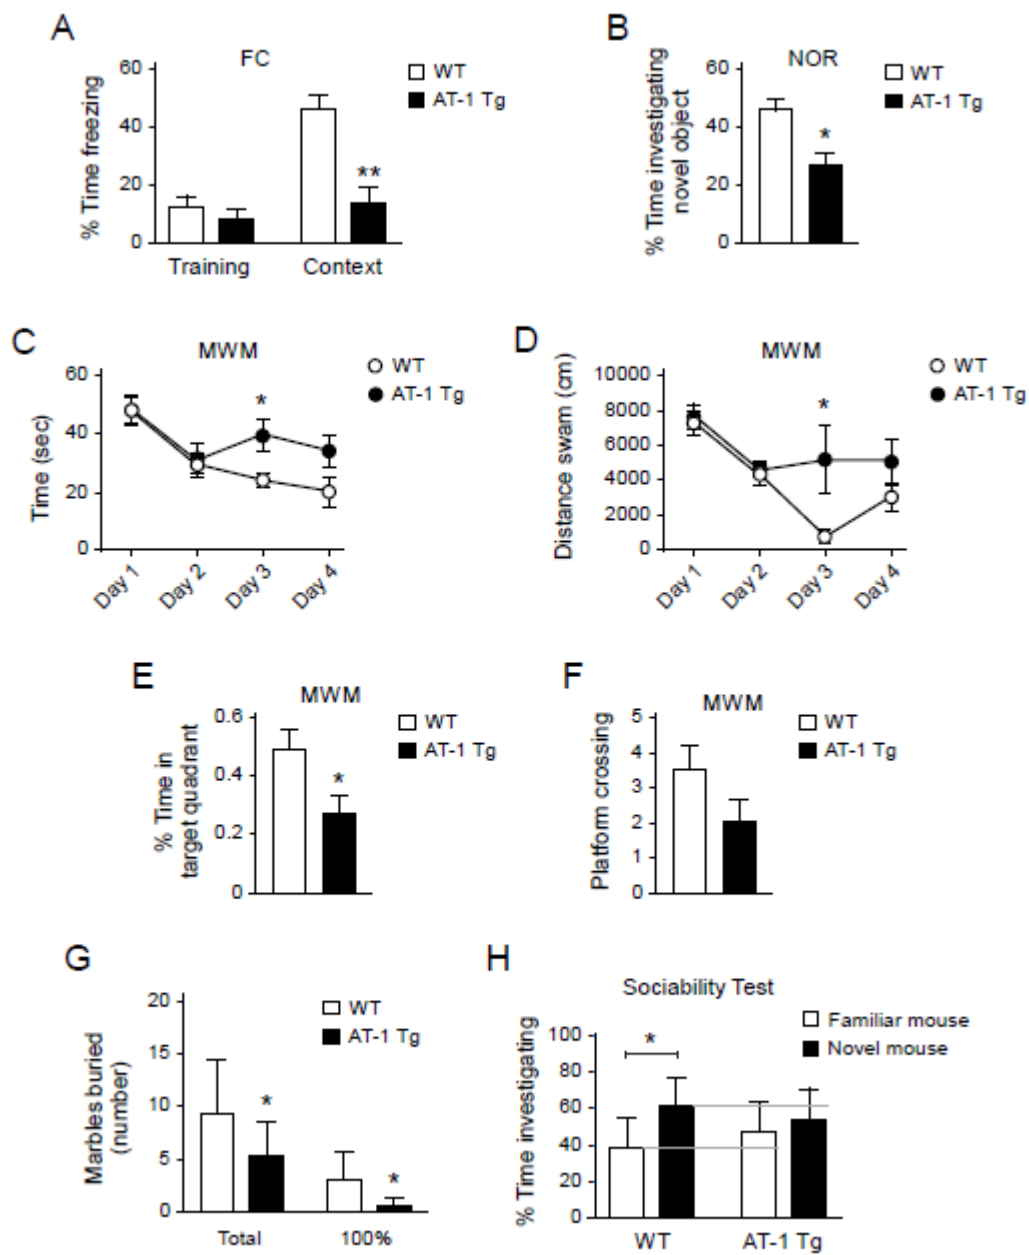 A
FC
WT
AT-1 Tg
% Time freezing
60
40
20
0
**
Training
Context
B
NOR
WT
AT-1 Tg
% Time investigating
novel object
60
40
20
0
*
C
MWM
WT
AT-1 Tg
Time (sec)
60
40
20
0
*
Day 1
Day 2
Day 3
Day 4
D
MWM
WT
AT-1 Tg
Distance swam (cm)
10000
8000
6000
4000
2000
0
*
Day 1
Day 2
Day 3
Day 4
E
MWM
WT
AT-1 Tg
% Time in
target quadrant
0.6
0.4
0.2
0
*
F
MWM
WT
AT-1 Tg
Platform crossing
5
4
3
2
1
0
G
WT
AT-1 Tg
Marbles buried
(number)
20
15
10
5
0
*
*
Total
100%
H
Sociability Test
Familiar mouse
Novel mouse
% Time investigating
100
80
60
40
20
0
*
WT
AT-1 Tg